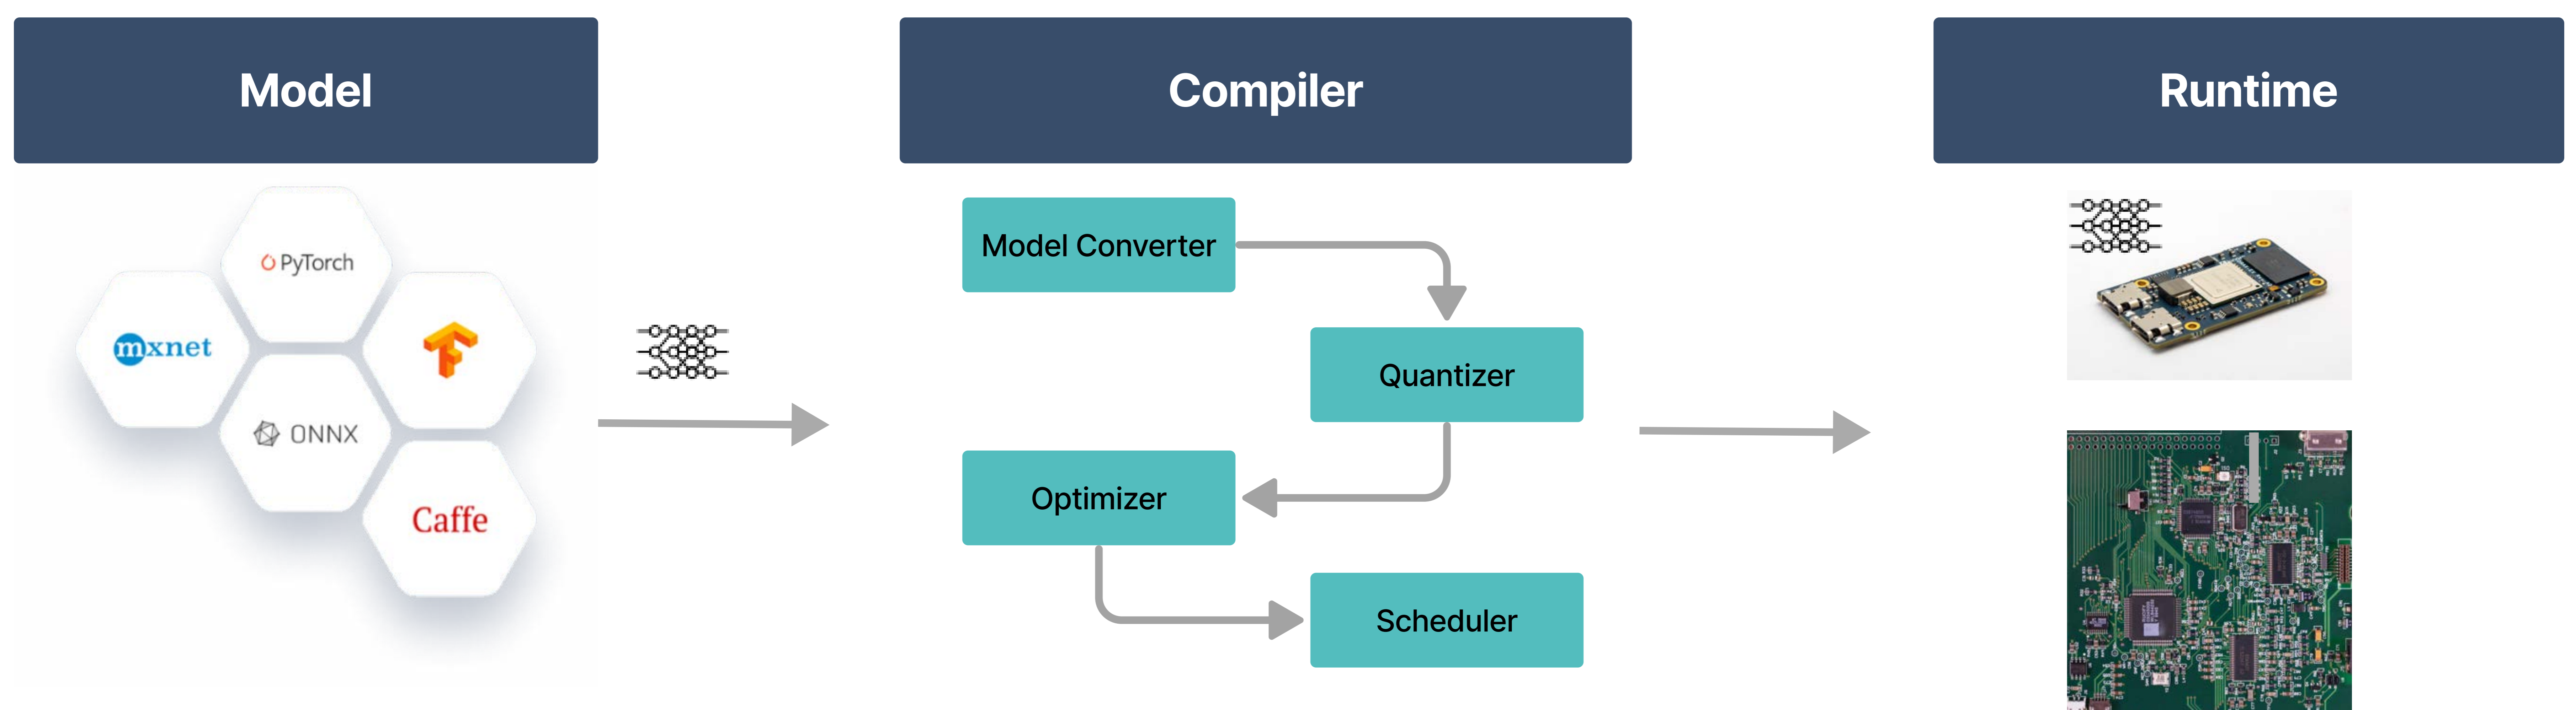 Model
Compiler
Runtime
PyTorch
mxnet
ONNX
Caffe
Model Converter
Quantizer
Optimizer
Scheduler